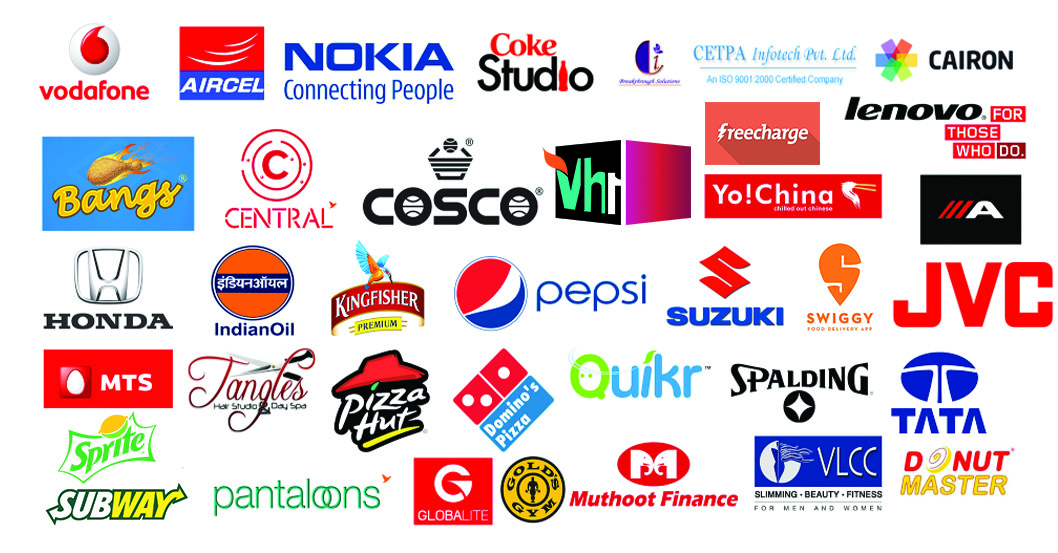 vodafone
AIRCEL
NOKIA
Connecting People
Coke
Studio
Breakthrough Solutions
CETPA Infotech Pvt. Ltd.
An ISO 9001:2000 Certified Company
CAIRON
freecharge
lenovo® FOR
THOSE
WHO DO.
Bangs®
C
CENTRAL
®
COSCO®
Vh1
Yo!China
chilled out chinese
A
HONDA
इंडियनऑयल
IndianOil
KINGFISHER
PREMIUM
pepsi
SUZUKI
SWIGGY
FOOD DELIVERY APP
JVC
MTS
Tangles
Hair Studio & Day Spa
Pizza
Hut
Domino's
Pizza
Quikr™
SPALDING
TATA
Sprite
SUBWAY
pantaloons
G
GLOBALITE
GOLD'S
GYM
Muthoot Finance
VLCC
SLIMMING • BEAUTY • FITNESS
FOR MEN AND WOMEN
DONUT
MASTER